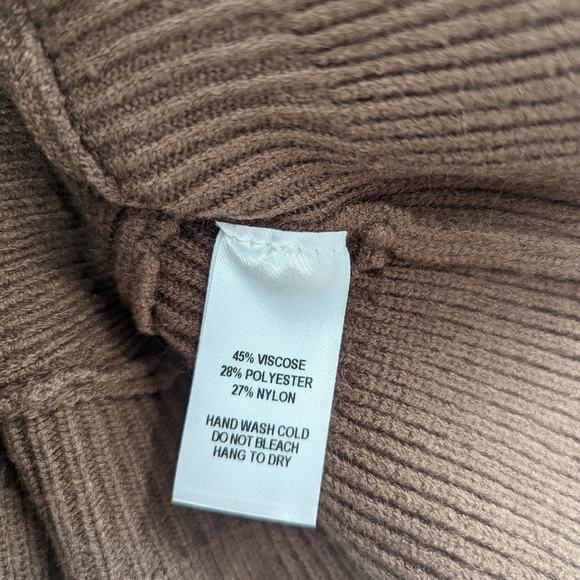 45% VISCOSE
28% POLYESTER
27% NYLON
HAND WASH COLD
DO NOT BLEACH
HANG TO DRY